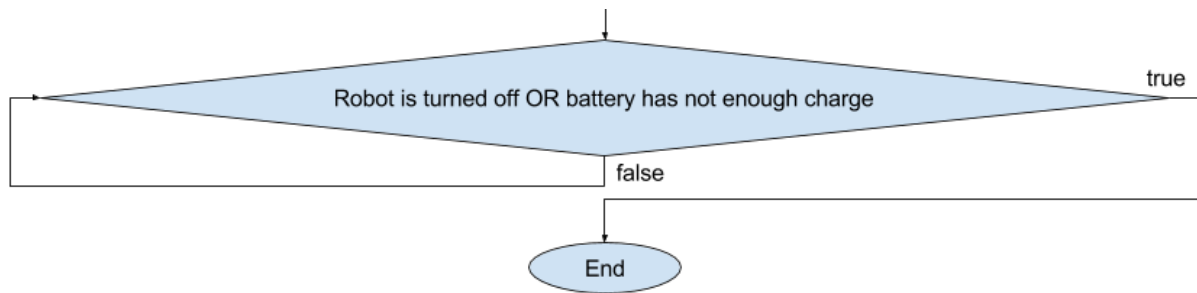 true
Robot is turned off OR battery has not enough charge
false
End